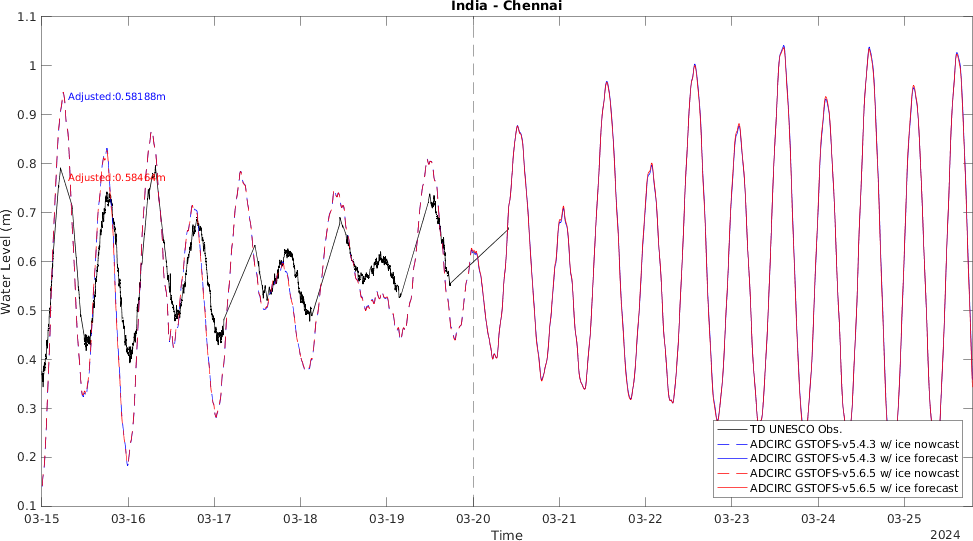 India - Chennai
1.1
1
0.9
0.8
0.7
0.6
0.5
0.4
0.3
0.2
0.1
Water Level (m)
Adjusted:0.58188m
Adjusted:0.58464m
TD UNESCO Obs.
ADCIRC GSTOFS-v5.4.3 w/ ice nowcast
ADCIRC GSTOFS-v5.4.3 w/ ice forecast
ADCIRC GSTOFS-v5.6.5 w/ ice nowcast
ADCIRC GSTOFS-v5.6.5 w/ ice forecast
03-15 03-16 03-17 03-18 03-19 03-20 03-21 03-22 03-23 03-24 03-25
Time
2024